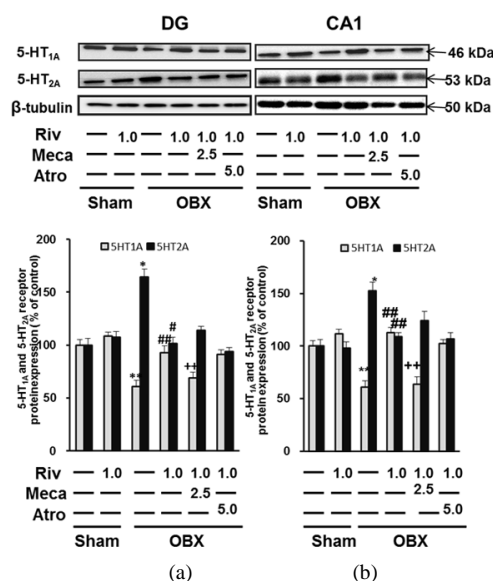 DG CA1
5-HT1A 46 kDa
5-HT2A 53 kDa
β-tubulin 50 kDa
Riv — 1.0 — 1.0 1.0 1.0 — 1.0 — 1.0 1.0 1.0
Meca — — — — 2.5 — — — — — 2.5 —
Atro — — — — — 5.0 — — — — — 5.0
Sham OBX Sham OBX
5-HT1A and 5-HT2A receptor
protein expression (% of control)
200
150
100
50
0
5HT1A 5HT2A
*
**
##
#
++
Riv — 1.0 — 1.0 1.0 1.0
Meca — — — — 2.5 —
Atro — — — — — 5.0
Sham OBX
(a)
5-HT1A and 5-HT2A receptor
protein expression (% of control)
200
150
100
50
0
5HT1A 5HT2A
*
**
##
##
++
— 1.0 — 1.0 1.0 1.0
— — — — 2.5 —
— — — — — 5.0
Sham OBX
(b)